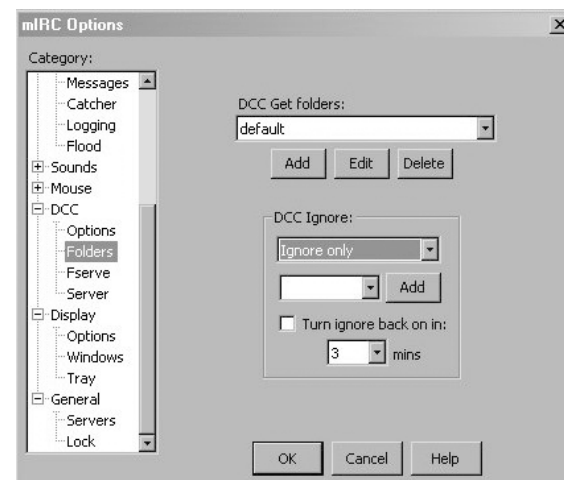 mIRC Options
Category:
Messages
Catcher
Logging
Flood
Sounds
Mouse
DCC
Options
Folders
Fserve
Server
Display
Options
Windows
Tray
General
Servers
Lock
DCC Get folders:
default
Add Edit Delete
DCC Ignore:
Ignore only
Add
Turn ignore back on in:
3 mins
OK Cancel Help